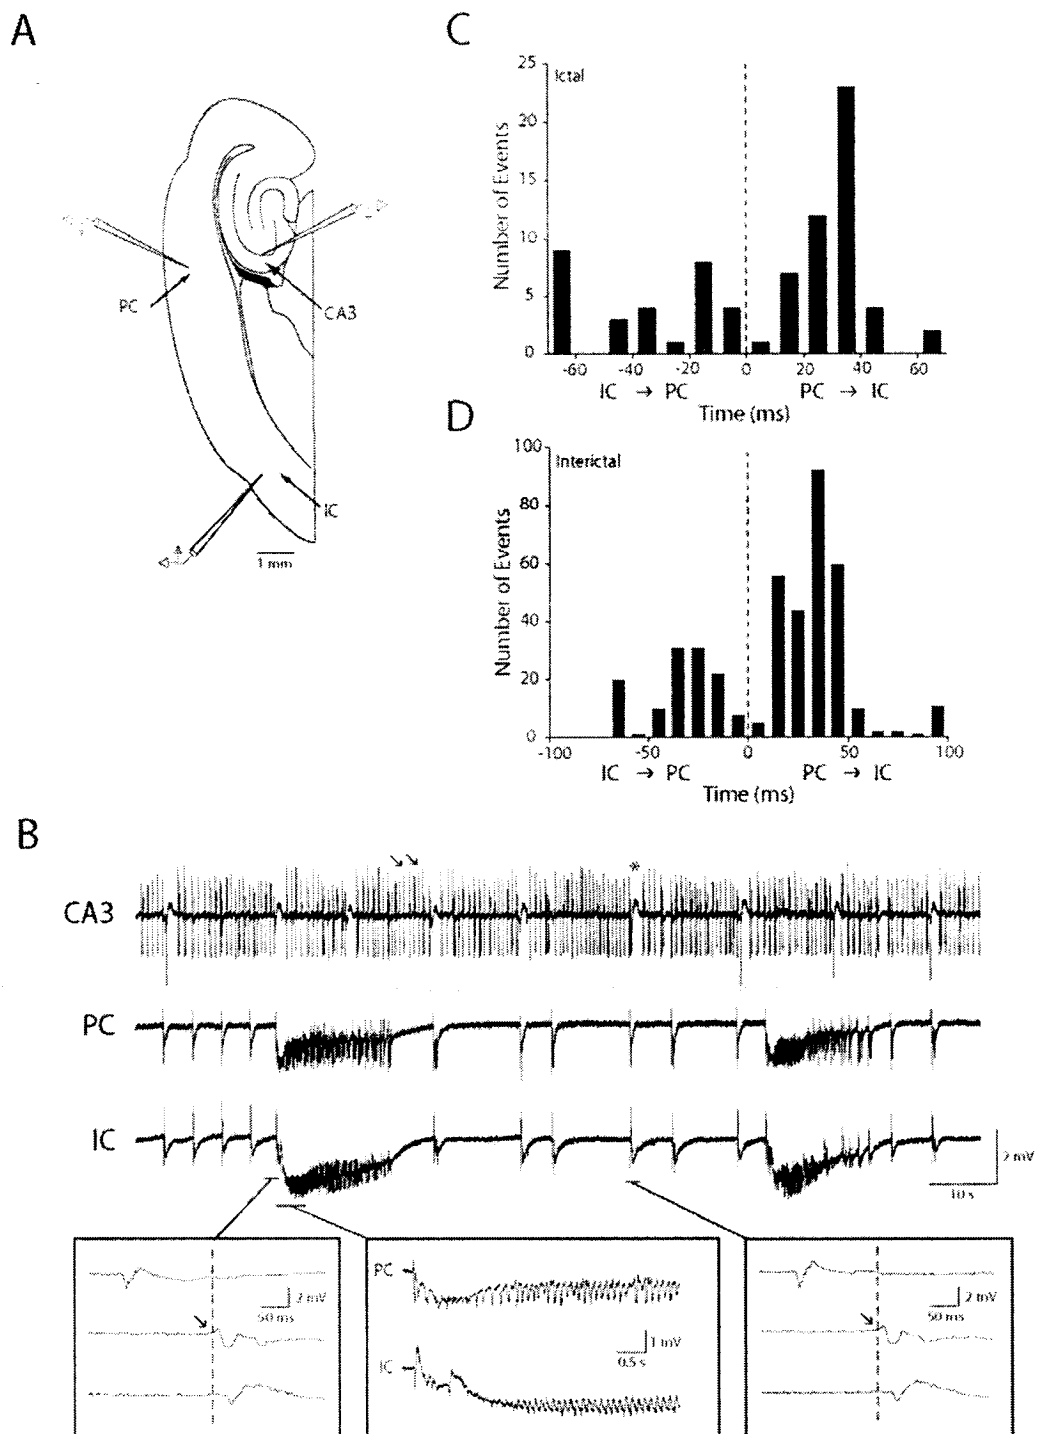 A
PC
CA3
IC
1 mm
C
Ictal
Number of Events
25
20
15
10
5
0
-60 -40 -20 0 20 40 60
IC → PC PC → IC
Time (ms)
D
Interictal
Number of Events
100
80
60
40
20
0
-100 -50 0 50 100
IC → PC PC → IC
Time (ms)
B
*
CA3
PC
IC
2 mV
10 s
2 mV
50 ms
PC
IC
1 mV
0.5 s
2 mV
50 ms